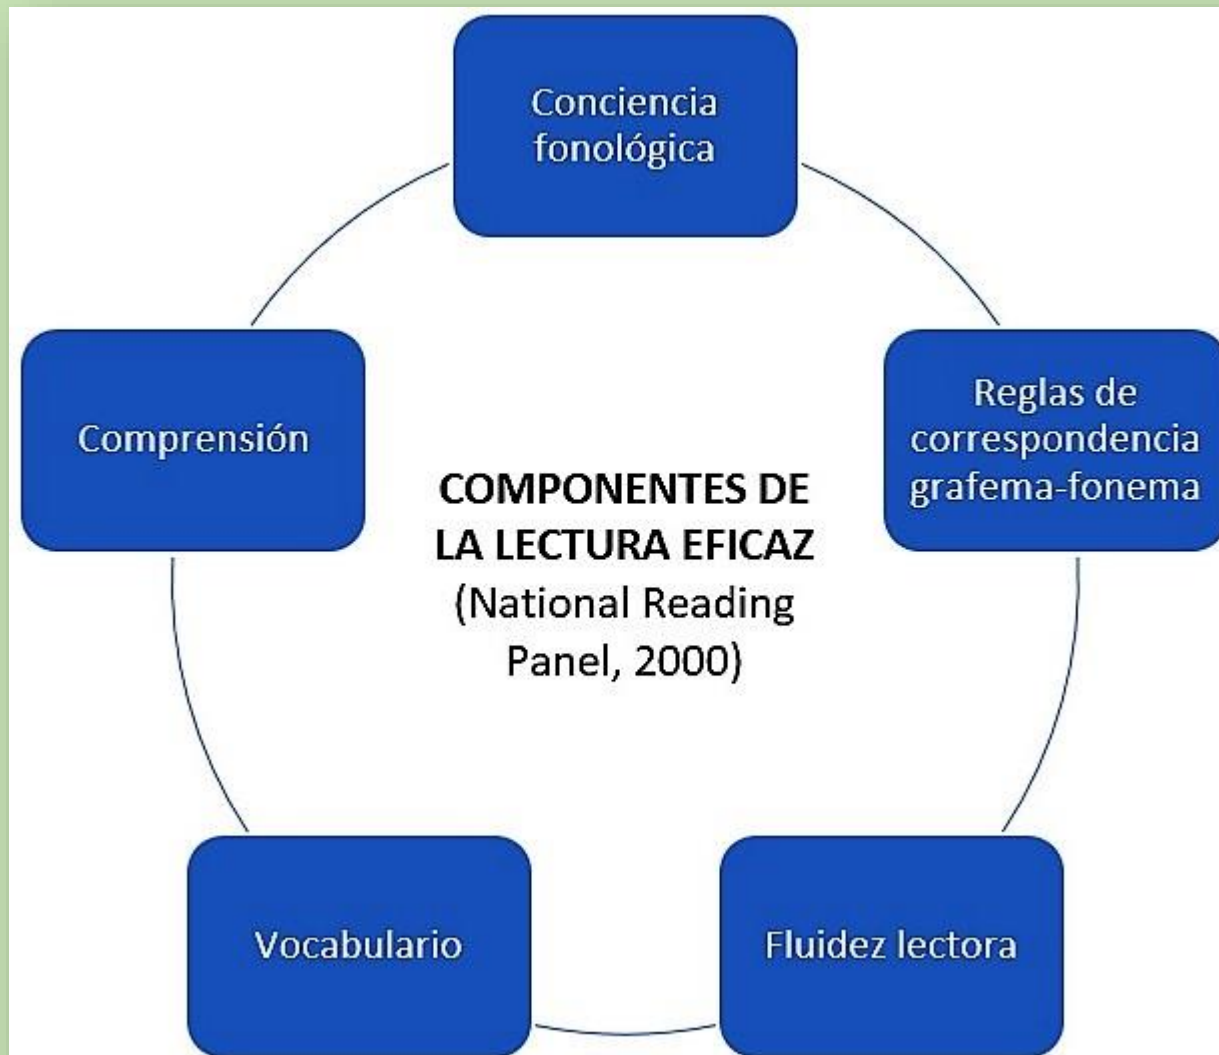 Conciencia
fonológica
Reglas de
correspondencia
grafema-fonema
Fluidez lectora
Vocabulario
Comprensión
COMPONENTES DE
LA LECTURA EFICAZ
(National Reading
Panel, 2000)